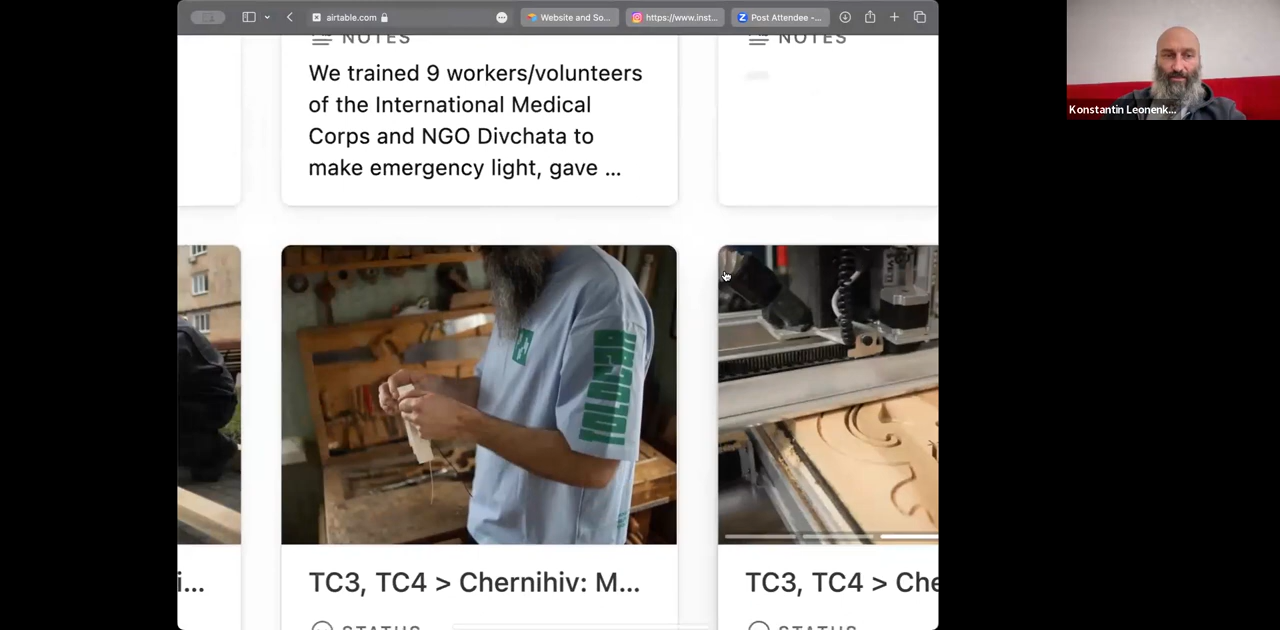 airtable.com
Website and So...
https://www.inst...
Post Attendee -...
NOTES
We trained 9 workers/volunteers
of the International Medical
Corps and NGO Divchata to
make emergency light, gave ...
NOTES
Konstantin Leonenk...
i...
TC3, TC4 > Chernihiv: M...
STATUS
TC3, TC4 > Che
STATUS